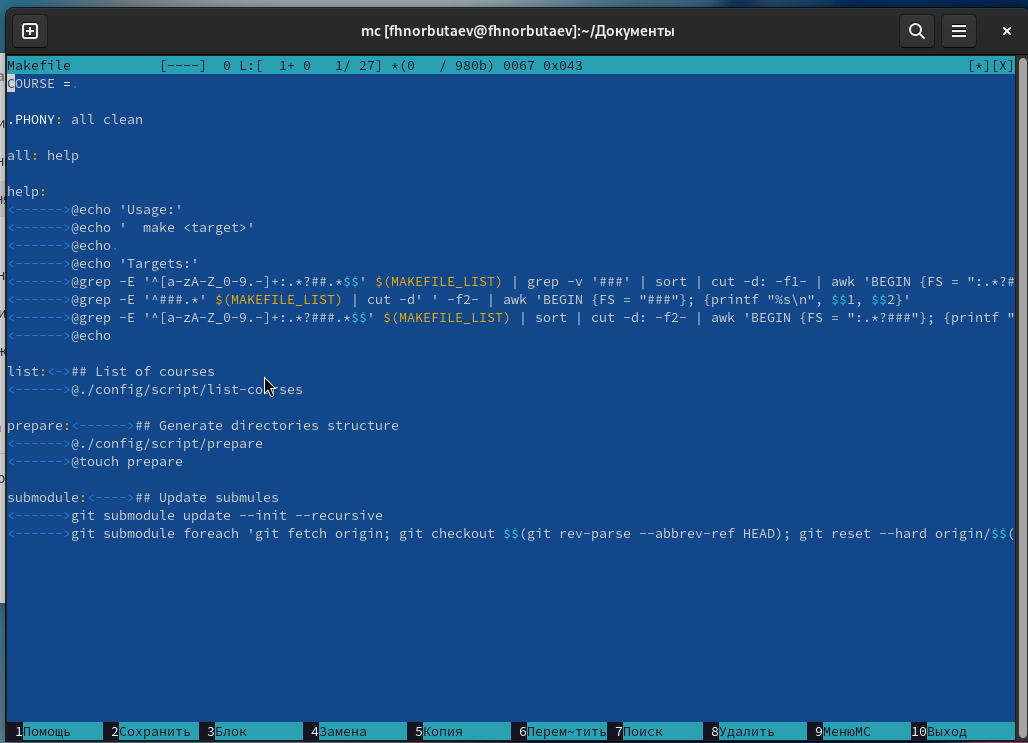 mc [fhnorbutaev@fhnorbutaev]:~/Документы
Makefile [----] 0 L:[ 1+ 0 1/ 27] *(0 / 980b) 0067 0x043 [*][X]
COURSE =.
.PHONY: all clean
all: help
help:
<------>@echo 'Usage:'
<------>@echo '  make <target>'
<------>@echo.
<------>@echo 'Targets:'
<------>@grep -E '^[a-zA-Z_0-9.-]+:.*?##.*$$' $(MAKEFILE_LIST) | grep -v '###' | sort | cut -d: -f1- | awk 'BEGIN {FS = ":.*?#
<------>@grep -E '^###.*' $(MAKEFILE_LIST) | cut -d' ' -f2- | awk 'BEGIN {FS = "###"}; {printf "%s\n", $$1, $$2}'
<------>@grep -E '^[a-zA-Z_0-9.-]+:.*?###.*$$' $(MAKEFILE_LIST) | sort | cut -d: -f2- | awk 'BEGIN {FS = ":.*?###"}; {printf "
<------>@echo
list:<->## List of courses
<------>@./config/script/list-courses
prepare:<------>## Generate directories structure
<------>@./config/script/prepare
<------>@touch prepare
submodule:<---->## Update submules
<------>git submodule update --init --recursive
<------>git submodule foreach 'git fetch origin; git checkout $$(git rev-parse --abbrev-ref HEAD); git reset --hard origin/$$(
1Помощь 2Сохранить 3Блок 4Замена 5Копия 6Перем~тить 7Поиск 8Удалить 9МенюМС 10Выход